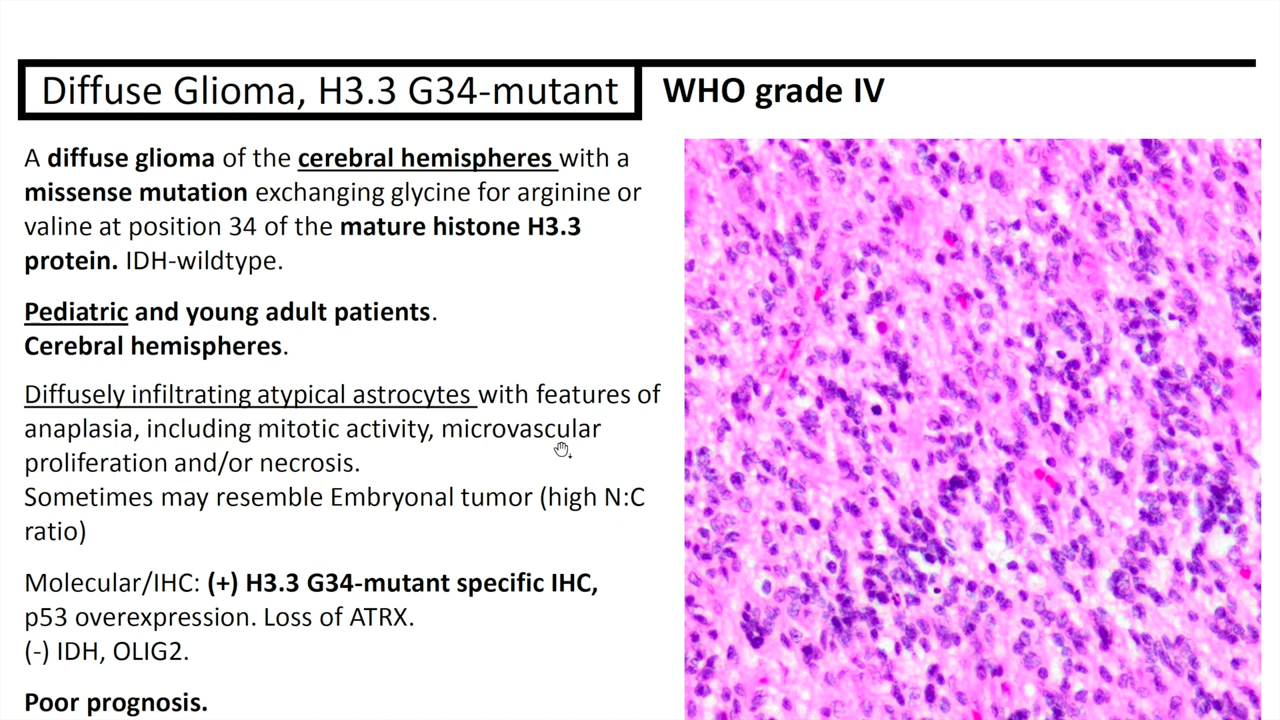 Diffuse Glioma, H3.3 G34-mutant WHO grade IV
A diffuse glioma of the cerebral hemispheres with a
missense mutation exchanging glycine for arginine or
valine at position 34 of the mature histone H3.3
protein. IDH-wildtype.
Pediatric and young adult patients.
Cerebral hemispheres.
Diffusely infiltrating atypical astrocytes with features of
anaplasia, including mitotic activity, microvascular
proliferation and/or necrosis.
Sometimes may resemble Embryonal tumor (high N:C
ratio)
Molecular/IHC: (+) H3.3 G34-mutant specific IHC,
p53 overexpression. Loss of ATRX.
(-) IDH, OLIG2.
Poor prognosis.